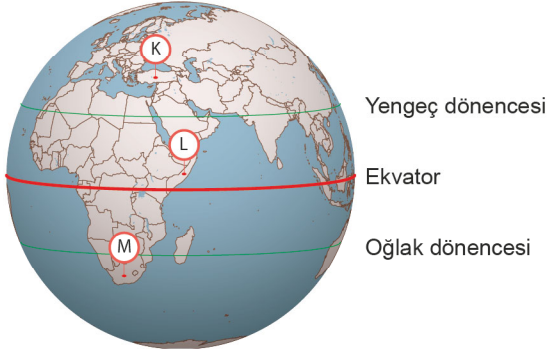 K
Yengeç dönencesi
L
Ekvator
M
Oğlak dönencesi